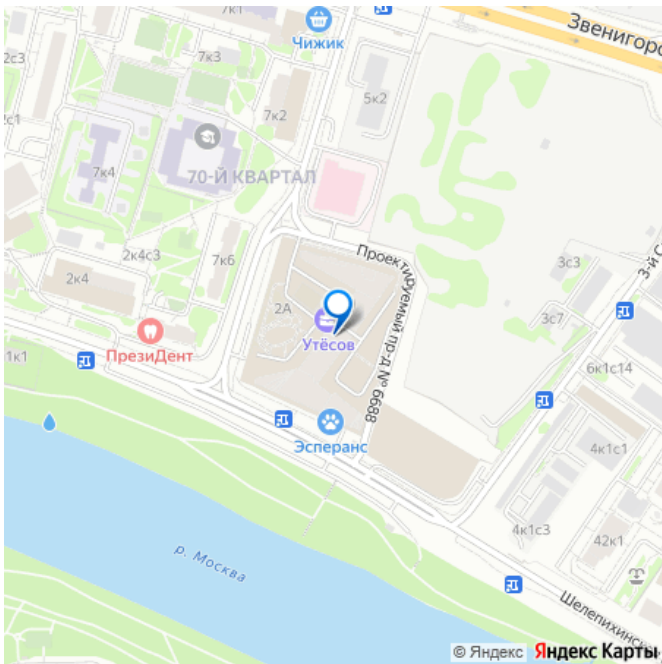 7к1
Звенигоро
Чижик
2с3
7к3
5к2
7к2
2с1
70-Й КВАРТАЛ
7к4
2к4с3
7к6
Проектируемый пр-д № 6688
3-й С
3с3
2к4
2А
Утёсов
3с7
ПрезиДент
1к1
6к1с14
Эсперанс
4к1с1
4к1с3
42к1
р. Москва
Шелепихинс
© Яндекс Яндекс Карты